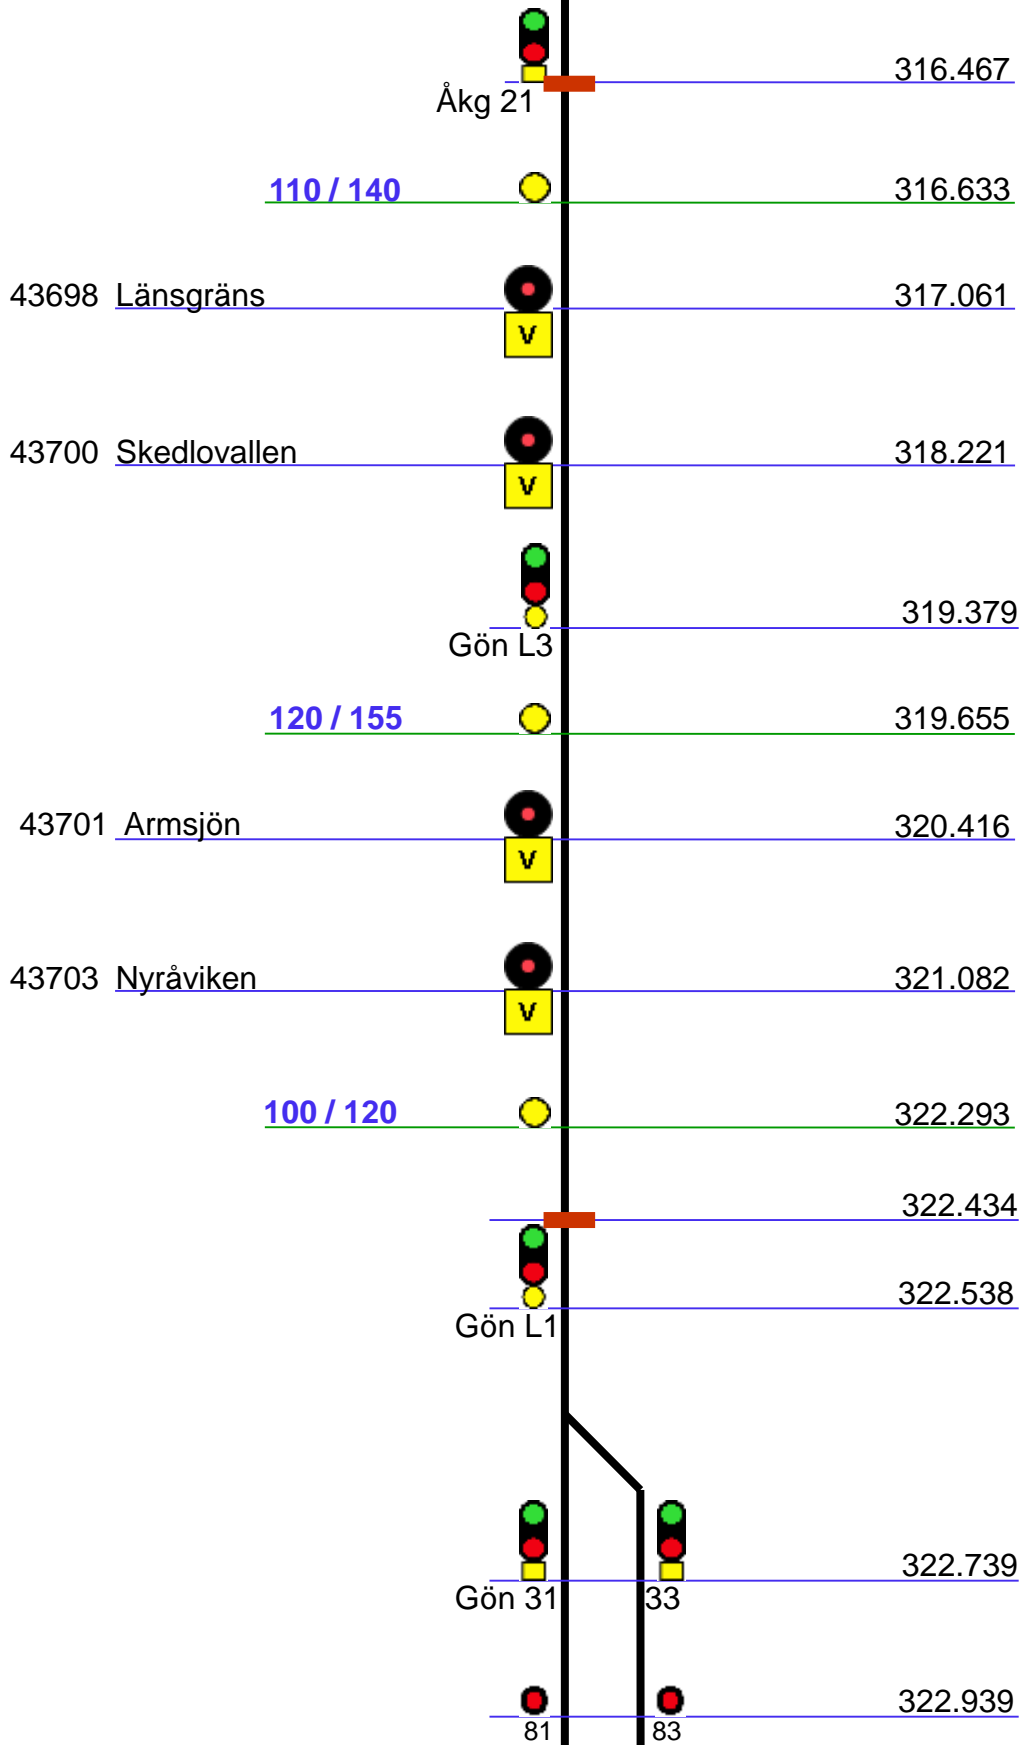 316.467
Åkg 21
110 / 140 316.633
43698 Länsgräns 317.061
V
43700 Skedlovallen 318.221
V
319.379
Gön L3
120 / 155 319.655
43701 Armsjön 320.416
V
43703 Nyråviken 321.082
V
100 / 120 322.293
322.434
322.538
Gön L1
322.739
Gön 31 33
322.939
81 83